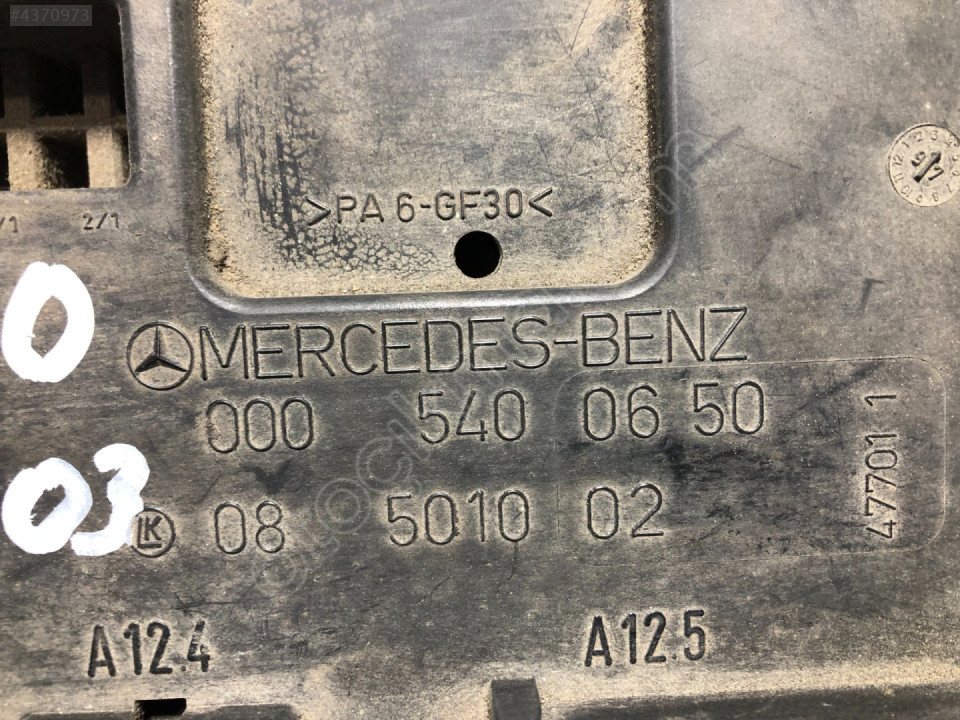 #4370973
>PA 6-GF30<
2/1
0
MERCEDES-BENZ
000 540 06 50
47701 1
03
LK 08 5010 02
A12.4
A12.5